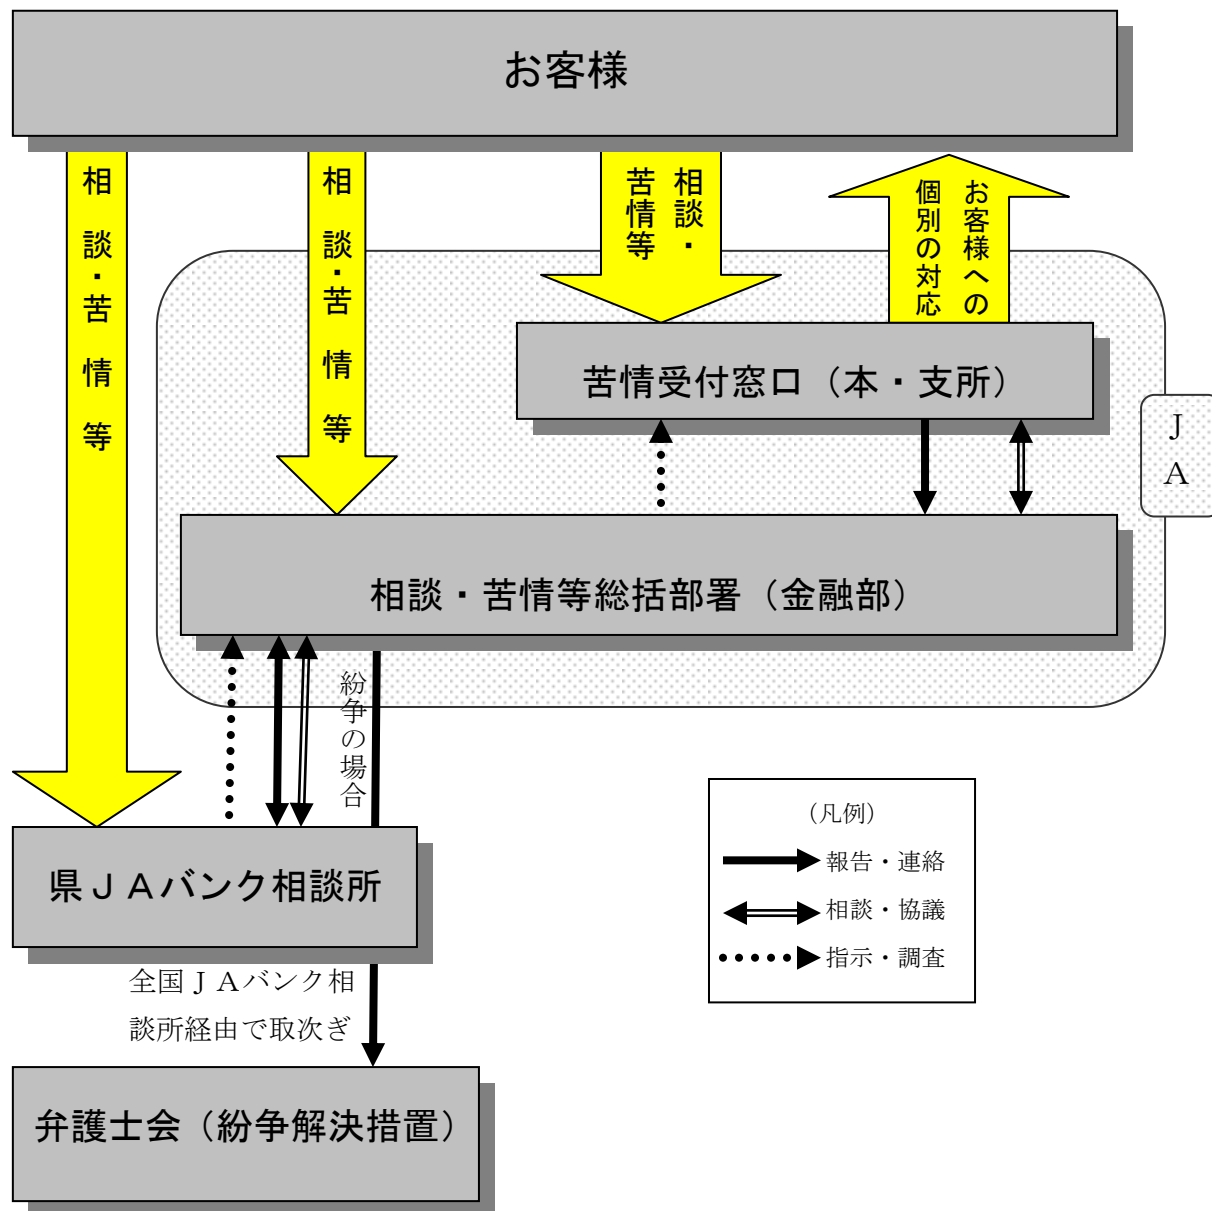 お客様
相談・苦情等
相談・苦情等
相談・
苦情等
お客様への
個別の対応
苦情受付窓口（本・支所）
JA
相談・苦情等総括部署（金融部）
紛争の場合
（凡例）
報告・連絡
相談・協議
指示・調査
県ＪＡバンク相談所
全国ＪＡバンク相
談所経由で取次ぎ
弁護士会（紛争解決措置）